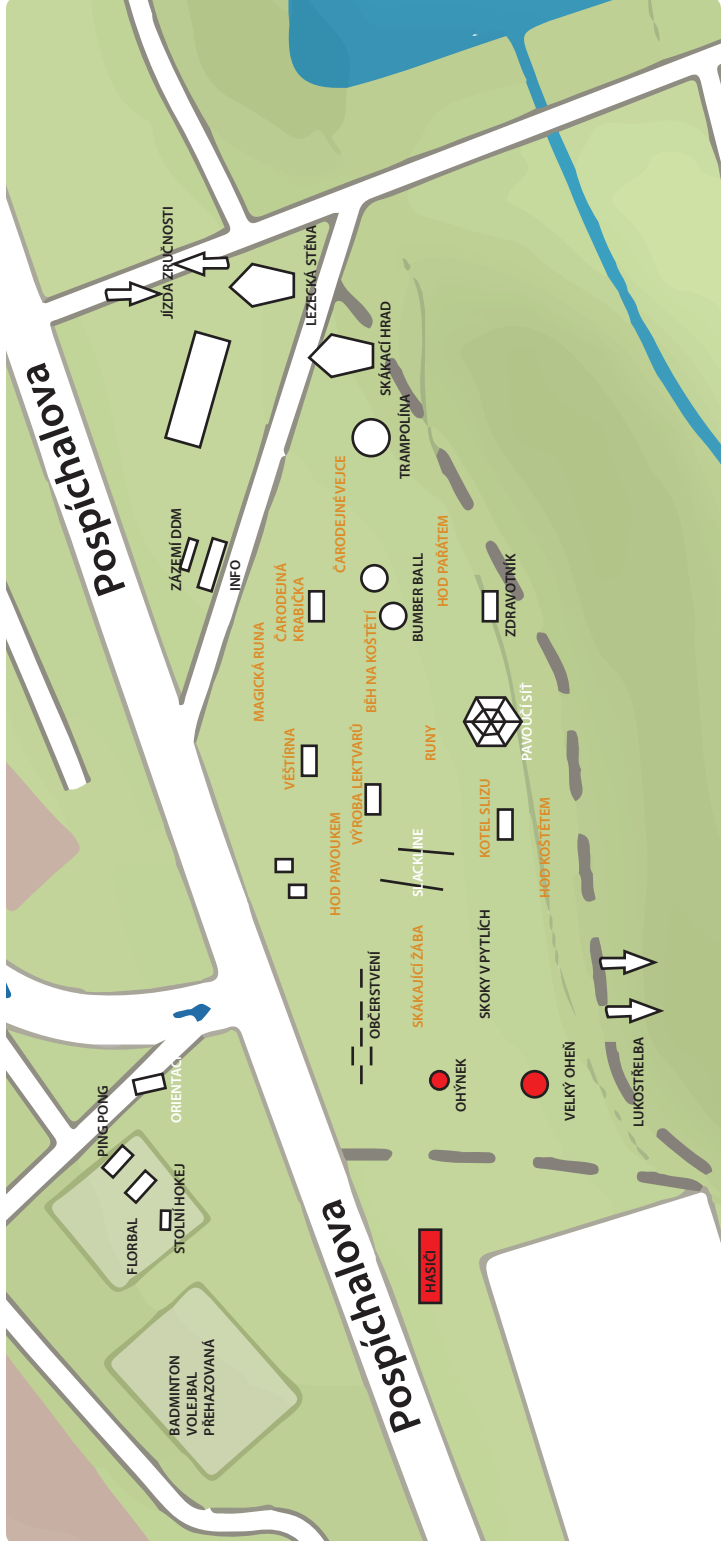 BADMINTON
VOLEJBAL
PŘEHAZOVANÁ
FLORBAL
STOLNÍ HOKEJ
PING PONG
ORIENTAC
Pospíchalova
Pospíchalova
ZÁZEMÍ DDM
INFO
JÍZDA ZRUČNOSTI
LEZECKÁ STĚNA
SKÁKACÍ HRAD
TRAMPOLÍNA
MAGICKÁ RUNA
ČARODEJNÁ
KRABIČKA
ČARODEJNÉ VEJCE
VĚŠTÍRNA
HOD PAVOUKEM
VÝROBA LEKTVARŮ
BĚH NA KOŠTĚTI
BUMBER BALL
HOD PAŘÁTEM
OBČERSTVENÍ
SKÁKAJÍCÍ ŽÁBA
SLACKLINE
RUNY
HASIČI
OHÝNEK
SKOKY V PYTLÍCH
KOTEL SLIZU
PAVOUČÍ SÍŤ
ZDRAVOTNÍK
VELKÝ OHEŇ
HOD KOŠTĚTEM
LUKOSTŘELBA